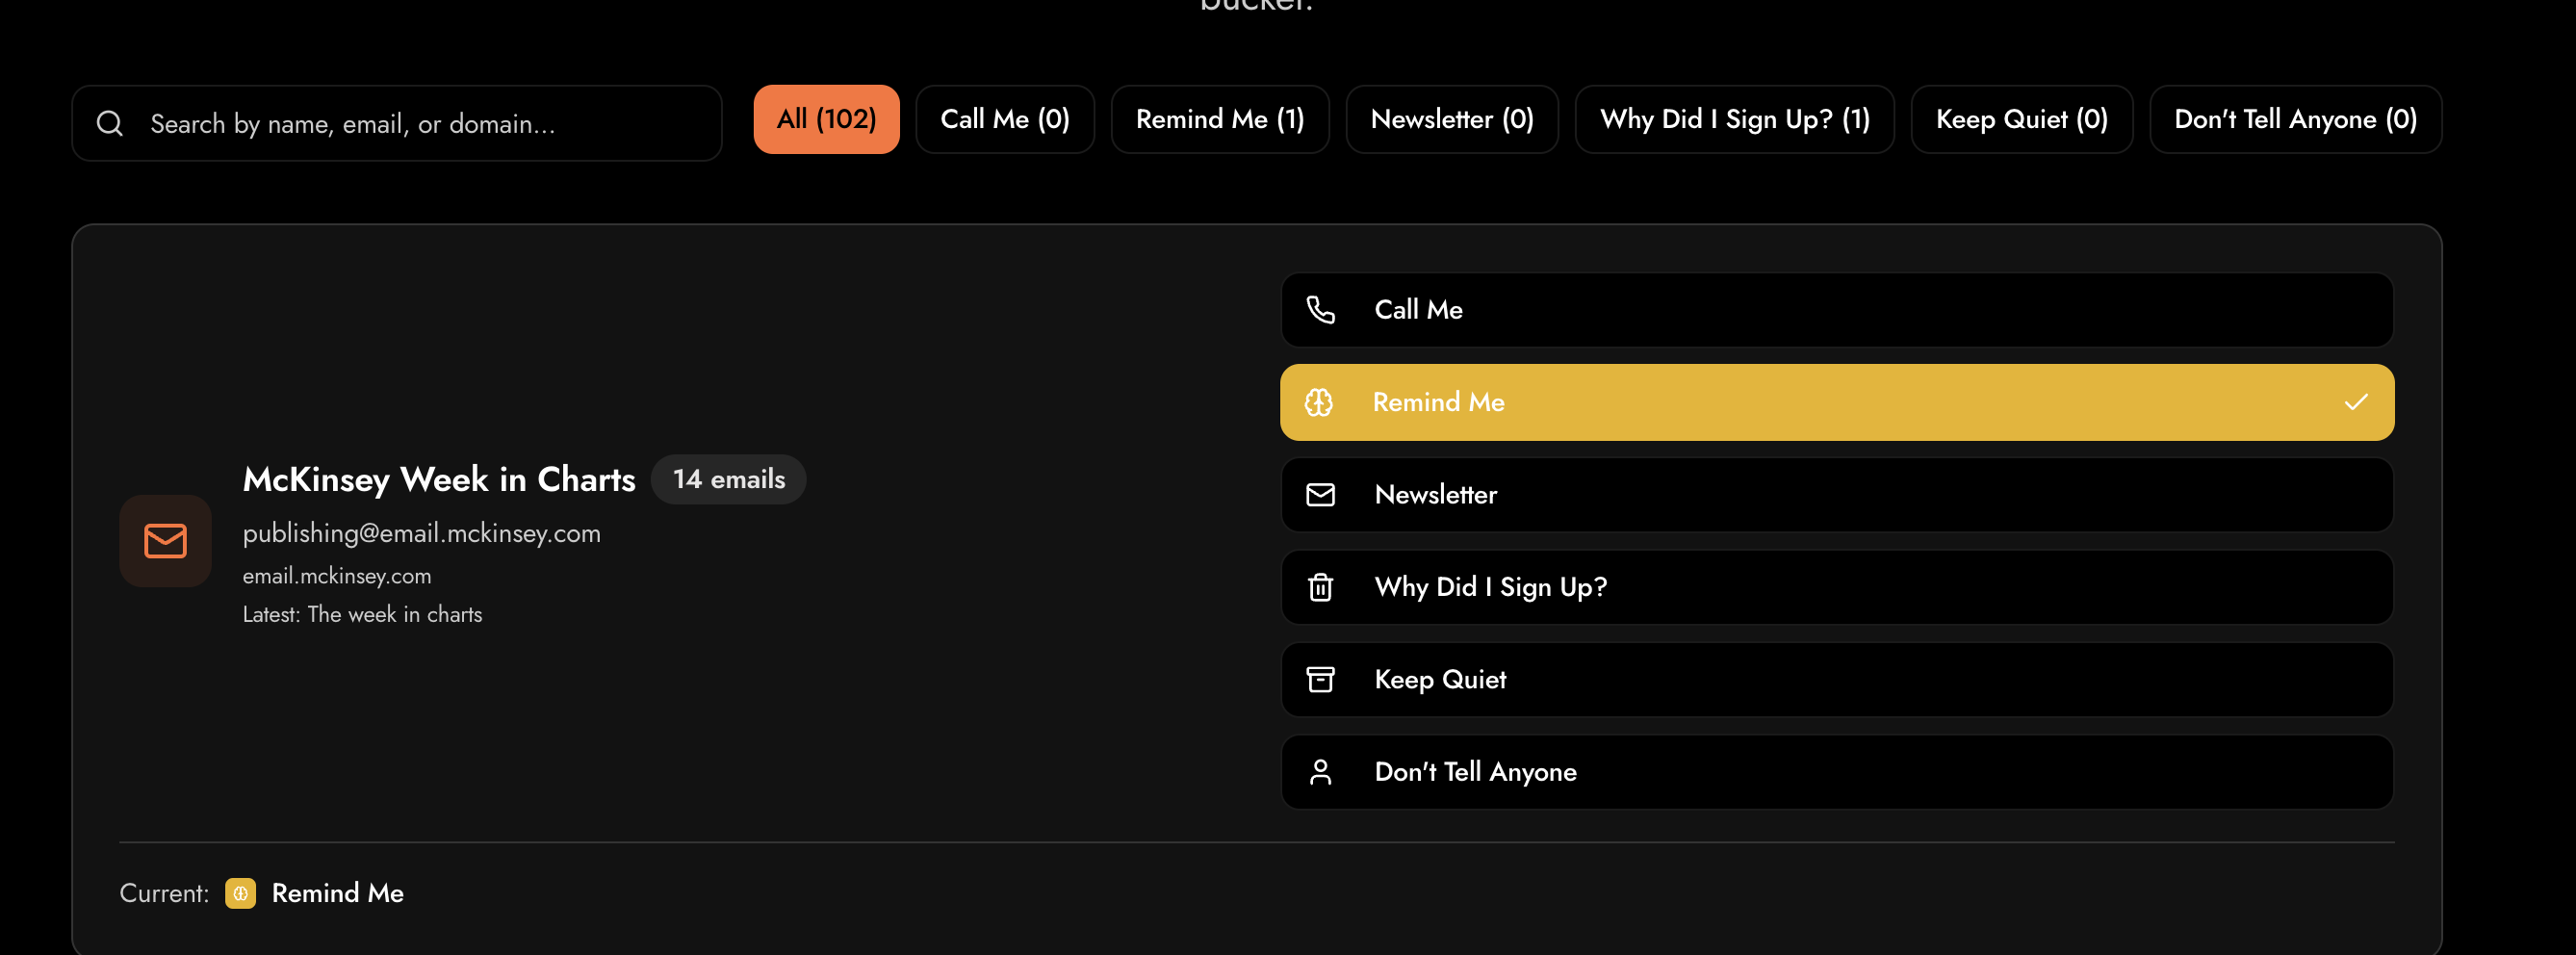 bucket.
Search by name, email, or domain...
All (102)
Call Me (0)
Remind Me (1)
Newsletter (0)
Why Did I Sign Up? (1)
Keep Quiet (0)
Don't Tell Anyone (0)
McKinsey Week in Charts
14 emails
publishing@email.mckinsey.com
email.mckinsey.com
Latest: The week in charts
Call Me
Remind Me
Newsletter
Why Did I Sign Up?
Keep Quiet
Don't Tell Anyone
Current: Remind Me